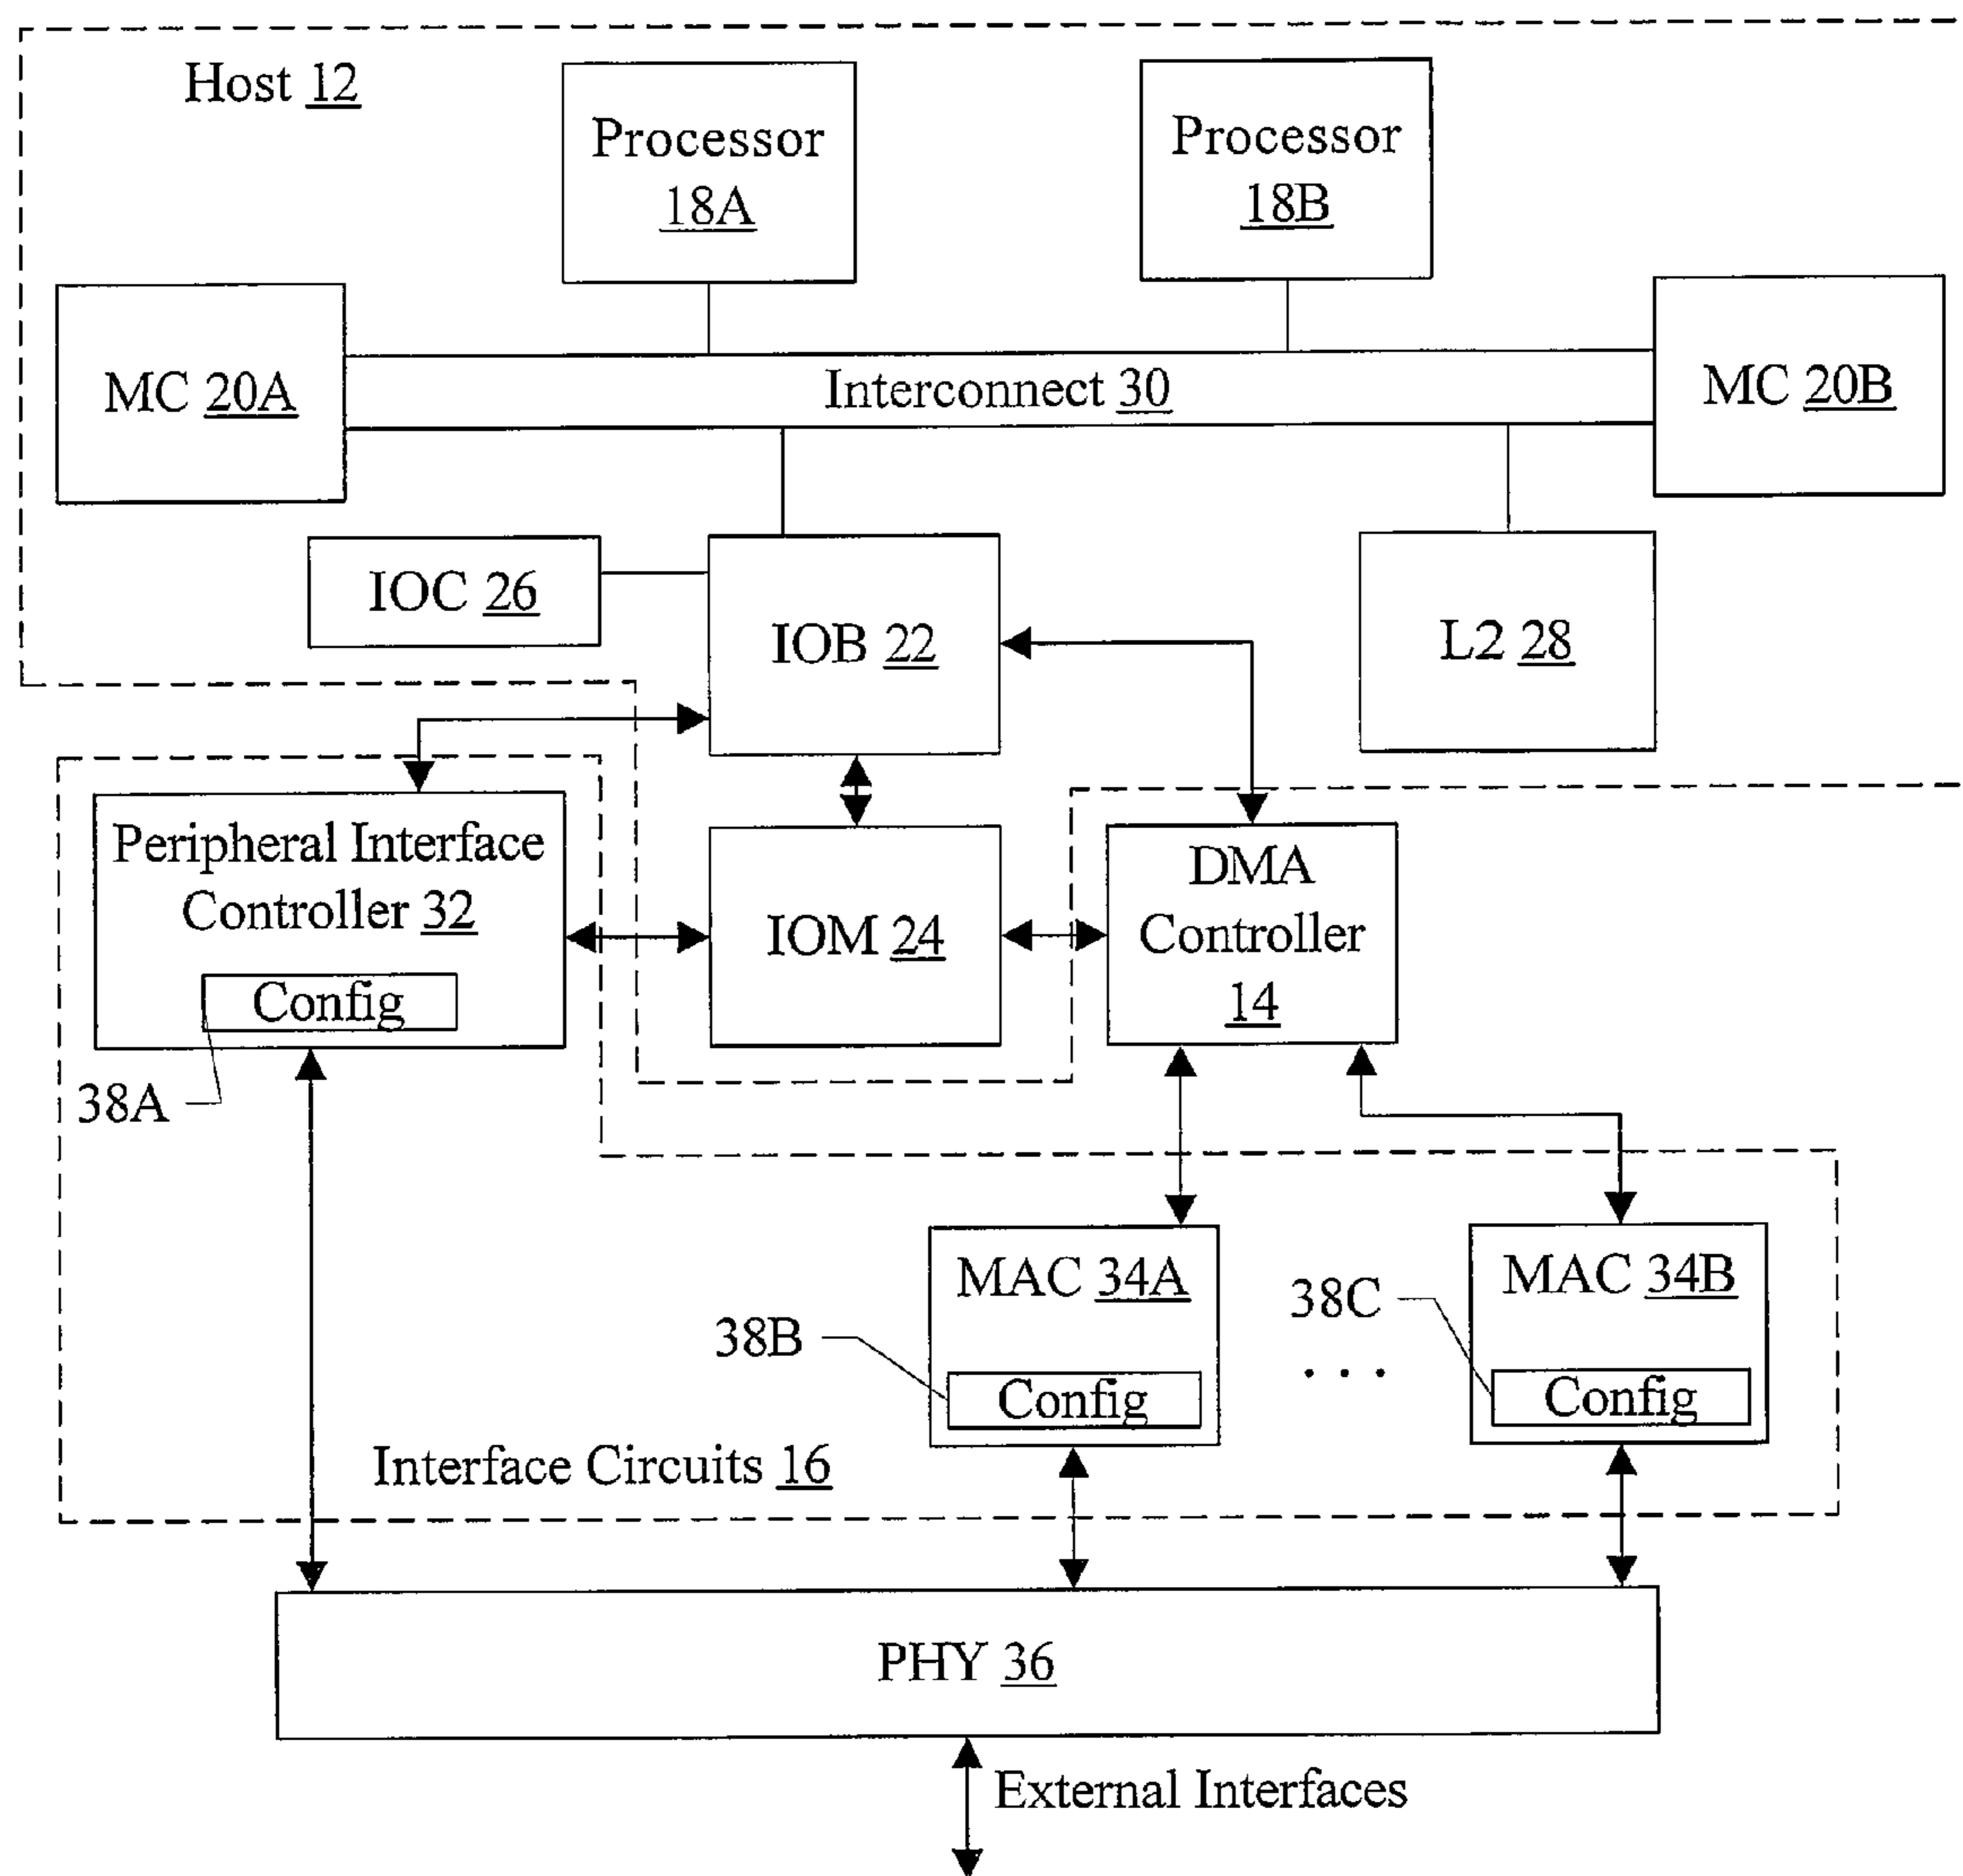 Host 12
Processor
18A
Processor
18B
MC 20A
Interconnect 30
MC 20B
IOC 26
IOB 22
L2 28
Peripheral Interface
Controller 32
Config
38A
IOM 24
DMA
Controller
14
MAC 34A
38B
Config
38C
. . .
MAC 34B
Config
Interface Circuits 16
PHY 36
External Interfaces